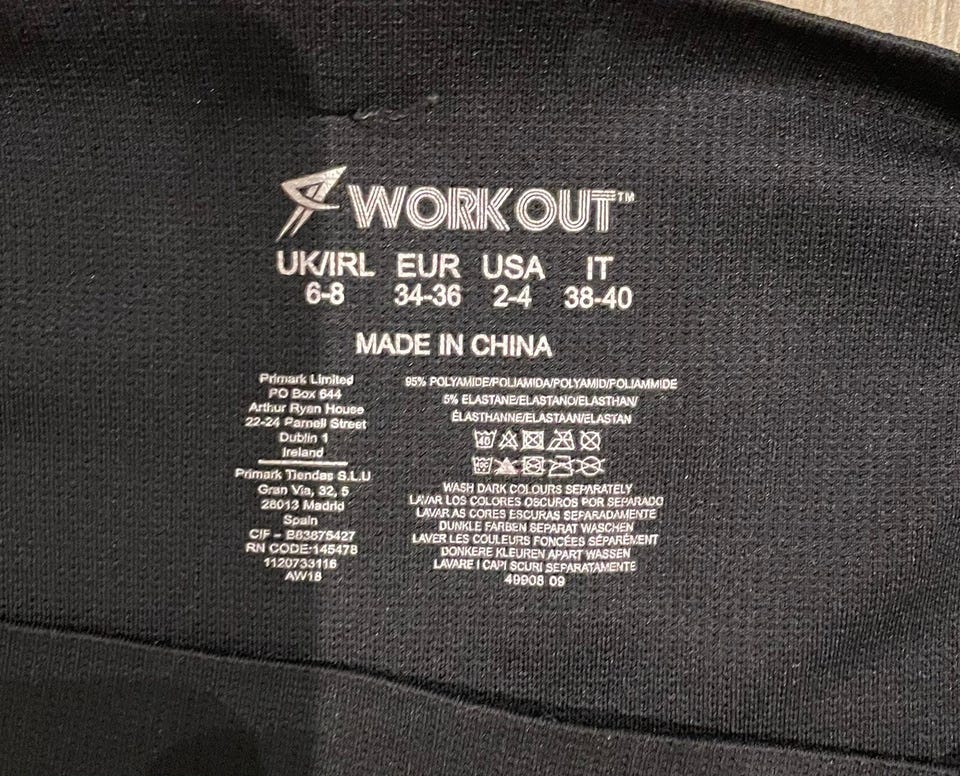 WORK OUT™
UK/IRL EUR USA IT
6-8 34-36 2-4 38-40
MADE IN CHINA
Primark Limited
PO Box 644
Arthur Ryan House
22-24 Parnell Street
Dublin 1
Ireland
Primark Tiendas S.L.U
Gran Via, 32, 5
28013 Madrid
Spain
CIF - B83875427
RN CODE:145478
1120733116
AW18
95% POLYAMIDE/POLIAMIDA/POLYAMID/POLIAMMIDE
5% ELASTANE/ELASTANO/ELASTHAN/
ÉLASTHANNE/ELASTAAN/ELASTAN
40
WASH DARK COLOURS SEPARATELY
LAVAR LOS COLORES OSCUROS POR SEPARADO
LAVAR AS CORES ESCURAS SEPARADAMENTE
DUNKLE FARBEN SEPARAT WASCHEN
LAVER LES COULEURS FONCÉES SÉPARÉMENT
DONKERE KLEUREN APART WASSEN
LAVARE I CAPI SCURI SEPARATAMENTE
49908 09